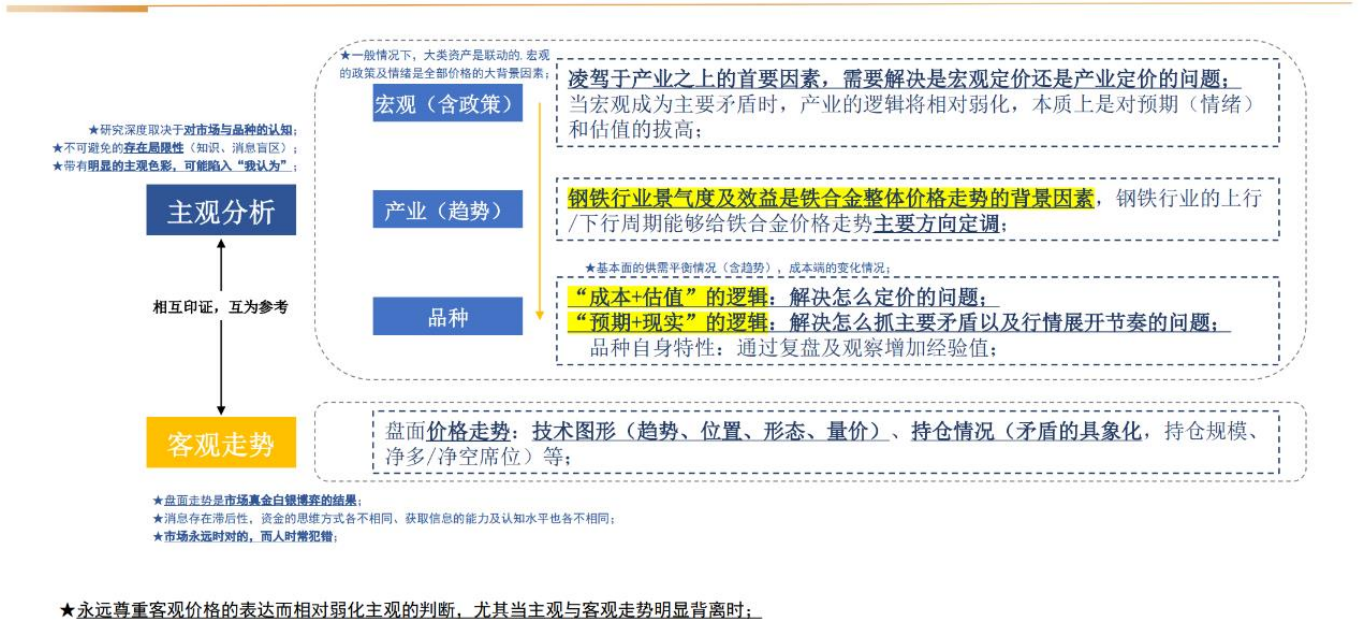 ★一般情况下，大类资产是联动的.宏观
的政策及情绪是全部价格的大背景因素；
宏观（含政策）
凌驾于产业之上的首要因素，需要解决是宏观定价还是产业定价的问题；
当宏观成为主要矛盾时，产业的逻辑将相对弱化，本质上是对预期（情绪）
和估值的拔高；
★研究深度取决于对市场与品种的认知；
★不可避免的存在局限性（知识、消息盲区）；
★带有明显的主观色彩，可能陷入“我认为”；
主观分析
产业（趋势）
钢铁行业景气度及效益是铁合金整体价格走势的背景因素，钢铁行业的上行
/下行周期能够给铁合金价格走势主要方向定调；
★基本面的供需平衡情况（含趋势），成本端的变化情况；
品种
“成本+估值”的逻辑：解决怎么定价的问题；
“预期+现实”的逻辑：解决怎么抓主要矛盾以及行情展开节奏的问题；
品种自身特性：通过复盘及观察增加经验值；
相互印证，互为参考
客观走势
盘面价格走势：技术图形（趋势、位置、形态、量价）、持仓情况（矛盾的具象化，持仓规模、
净多/净空席位）等；
★盘面走势是市场真金白银博弈的结果；
★消息存在滞后性，资金的思维方式各不相同、获取信息的能力及认知水平也各不相同；
★市场永远时对的，而人时常犯错；
★永远尊重客观价格的表达而相对弱化主观的判断，尤其当主观与客观走势明显背离时；